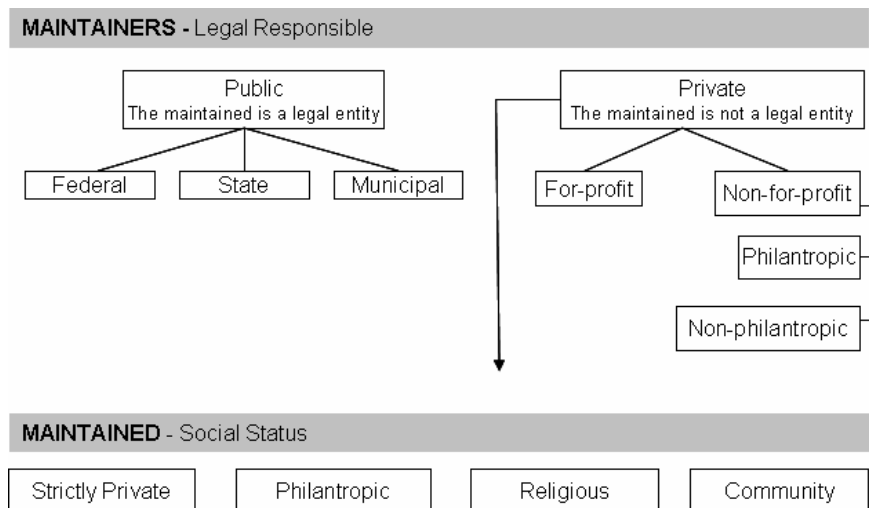 MAINTAINERS - Legal Responsible
Public
The maintained is a legal entity
Private
The maintained is not a legal entity
Federal
State
Municipal
For-profit
Non-for-profit
Philantropic
Non-philantropic
MAINTAINED - Social Status
Strictly Private
Philantropic
Religious
Community